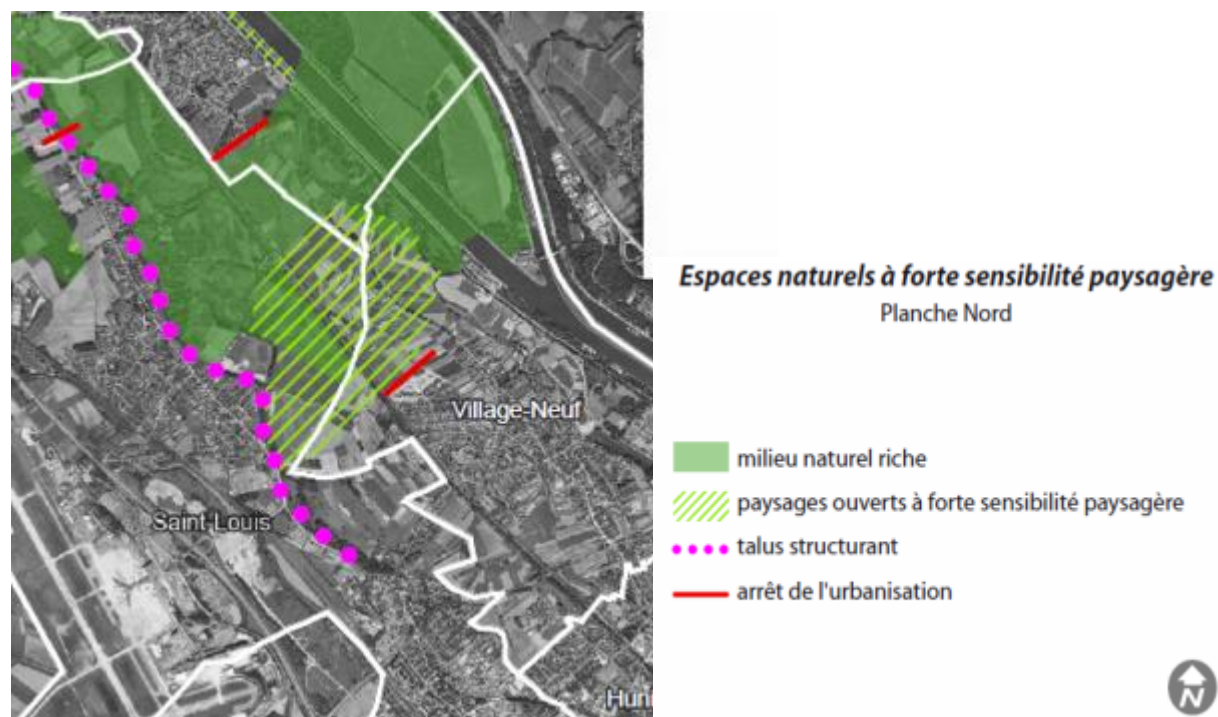 Espaces naturels à forte sensibilité paysagère
Planche Nord
Village-Neuf
Saint-Louis
milieu naturel riche
paysages ouverts à forte sensibilité paysagère
talus structurant
arrêt de l'urbanisation
Hun
N